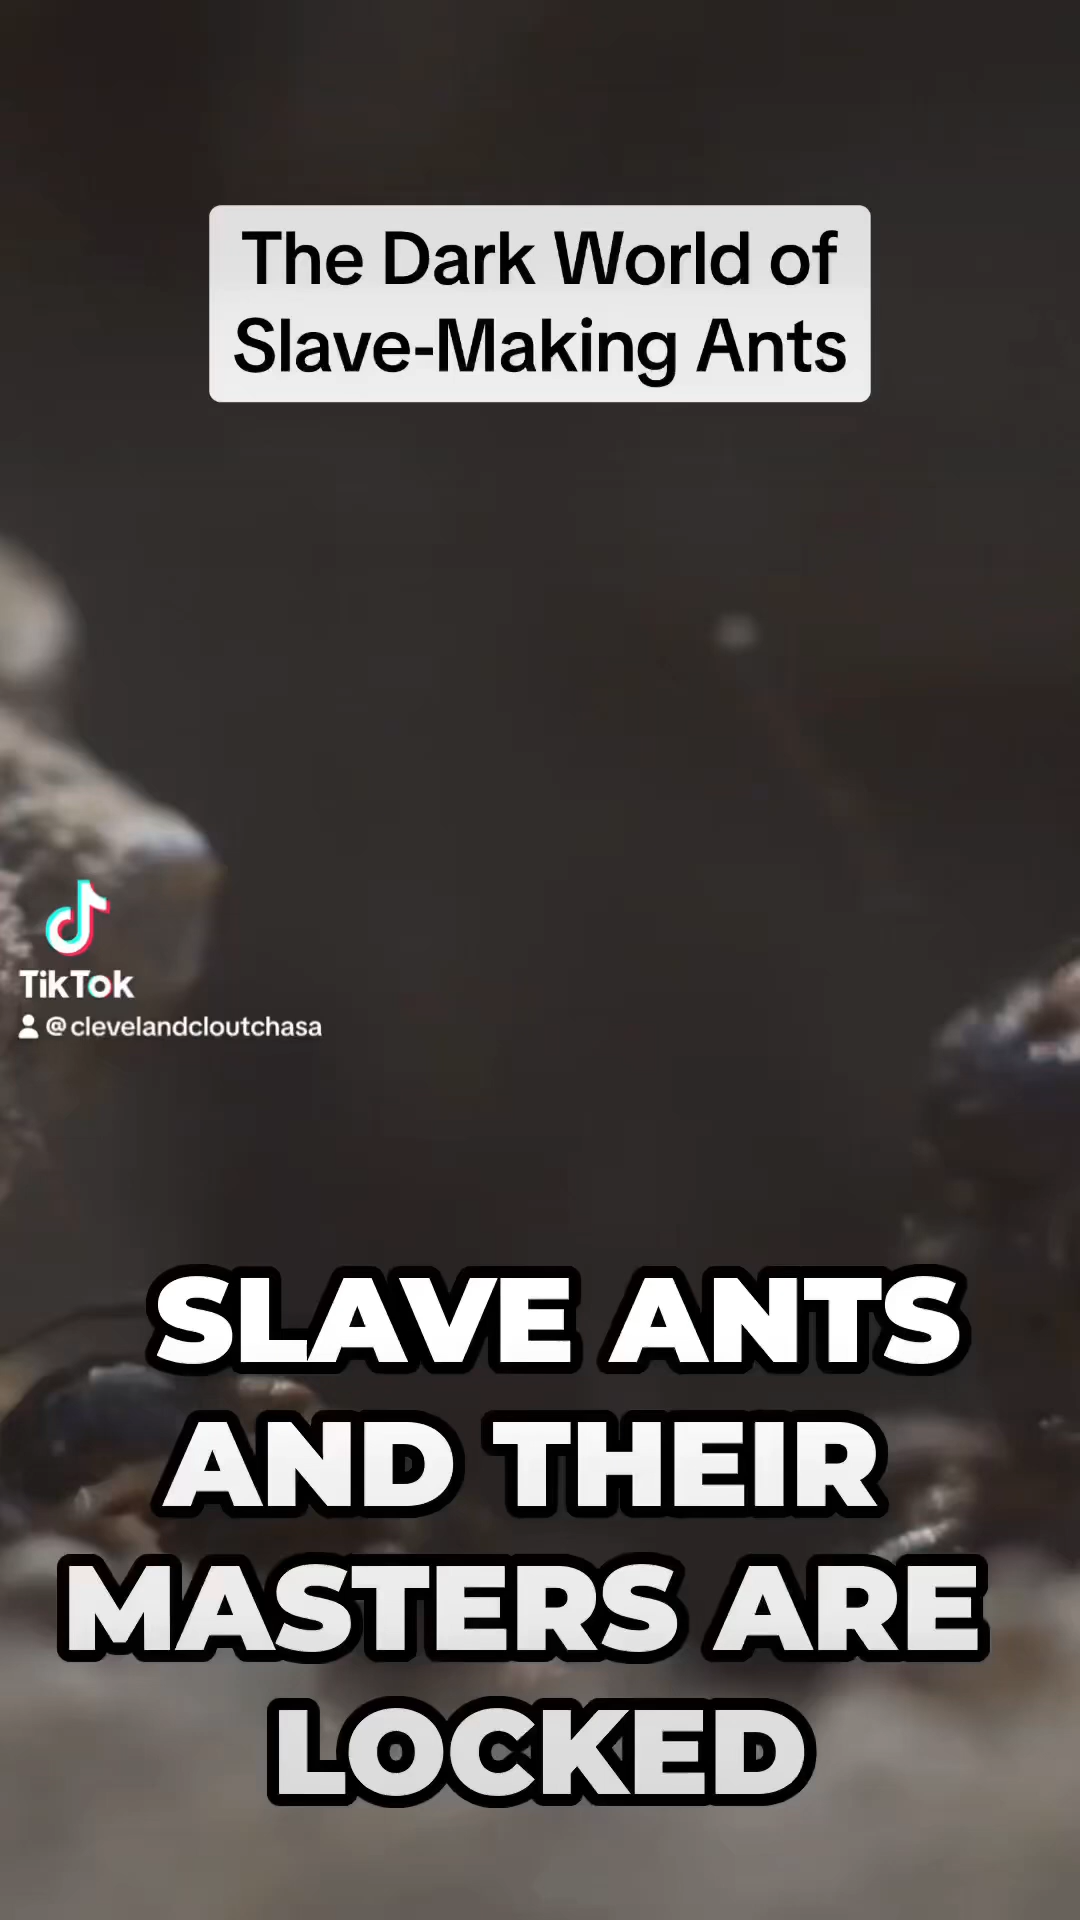 The Dark World of
Slave-Making Ants
TikTok
@clevelandcloutchasa
SLAVE ANTS
AND THEIR
MASTERS ARE
LOCKED